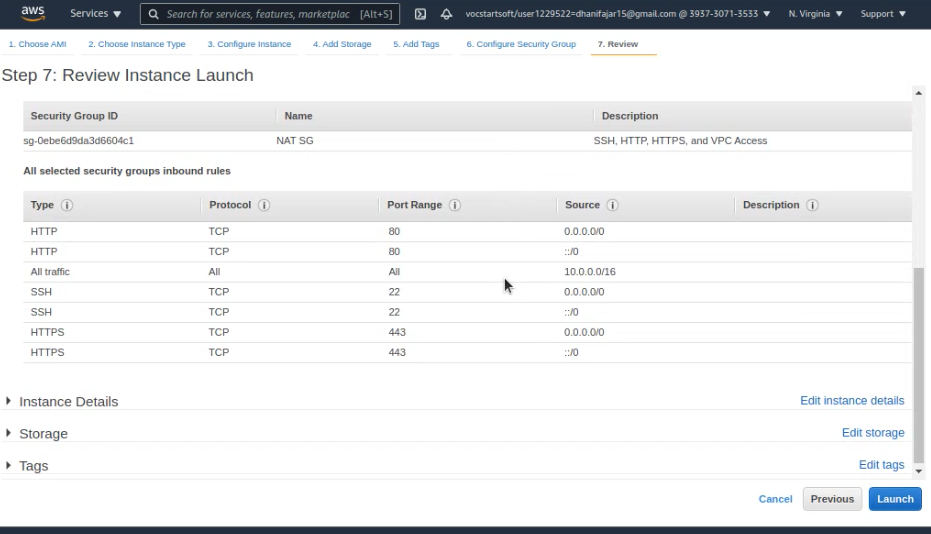 aws Services Search for services, features, marketplac [Alt+S] vocstartsoft/user1229522=dhanifajar15@gmail.com @ 3937-3071-3533 N. Virginia Support
1. Choose AMI 2. Choose Instance Type 3. Configure Instance 4. Add Storage 5. Add Tags 6. Configure Security Group 7. Review
Step 7: Review Instance Launch
Security Group ID Name Description
sg-0ebe6d9da3d6604c1 NAT SG SSH, HTTP, HTTPS, and VPC Access
All selected security groups inbound rules
Type Protocol Port Range Source Description
HTTP TCP 80 0.0.0.0/0
HTTP TCP 80 ::/0
All traffic All All 10.0.0.0/16
SSH TCP 22 0.0.0.0/0
SSH TCP 22 ::/0
HTTPS TCP 443 0.0.0.0/0
HTTPS TCP 443 ::/0
Instance Details Edit instance details
Storage Edit storage
Tags Edit tags
Cancel Previous Launch